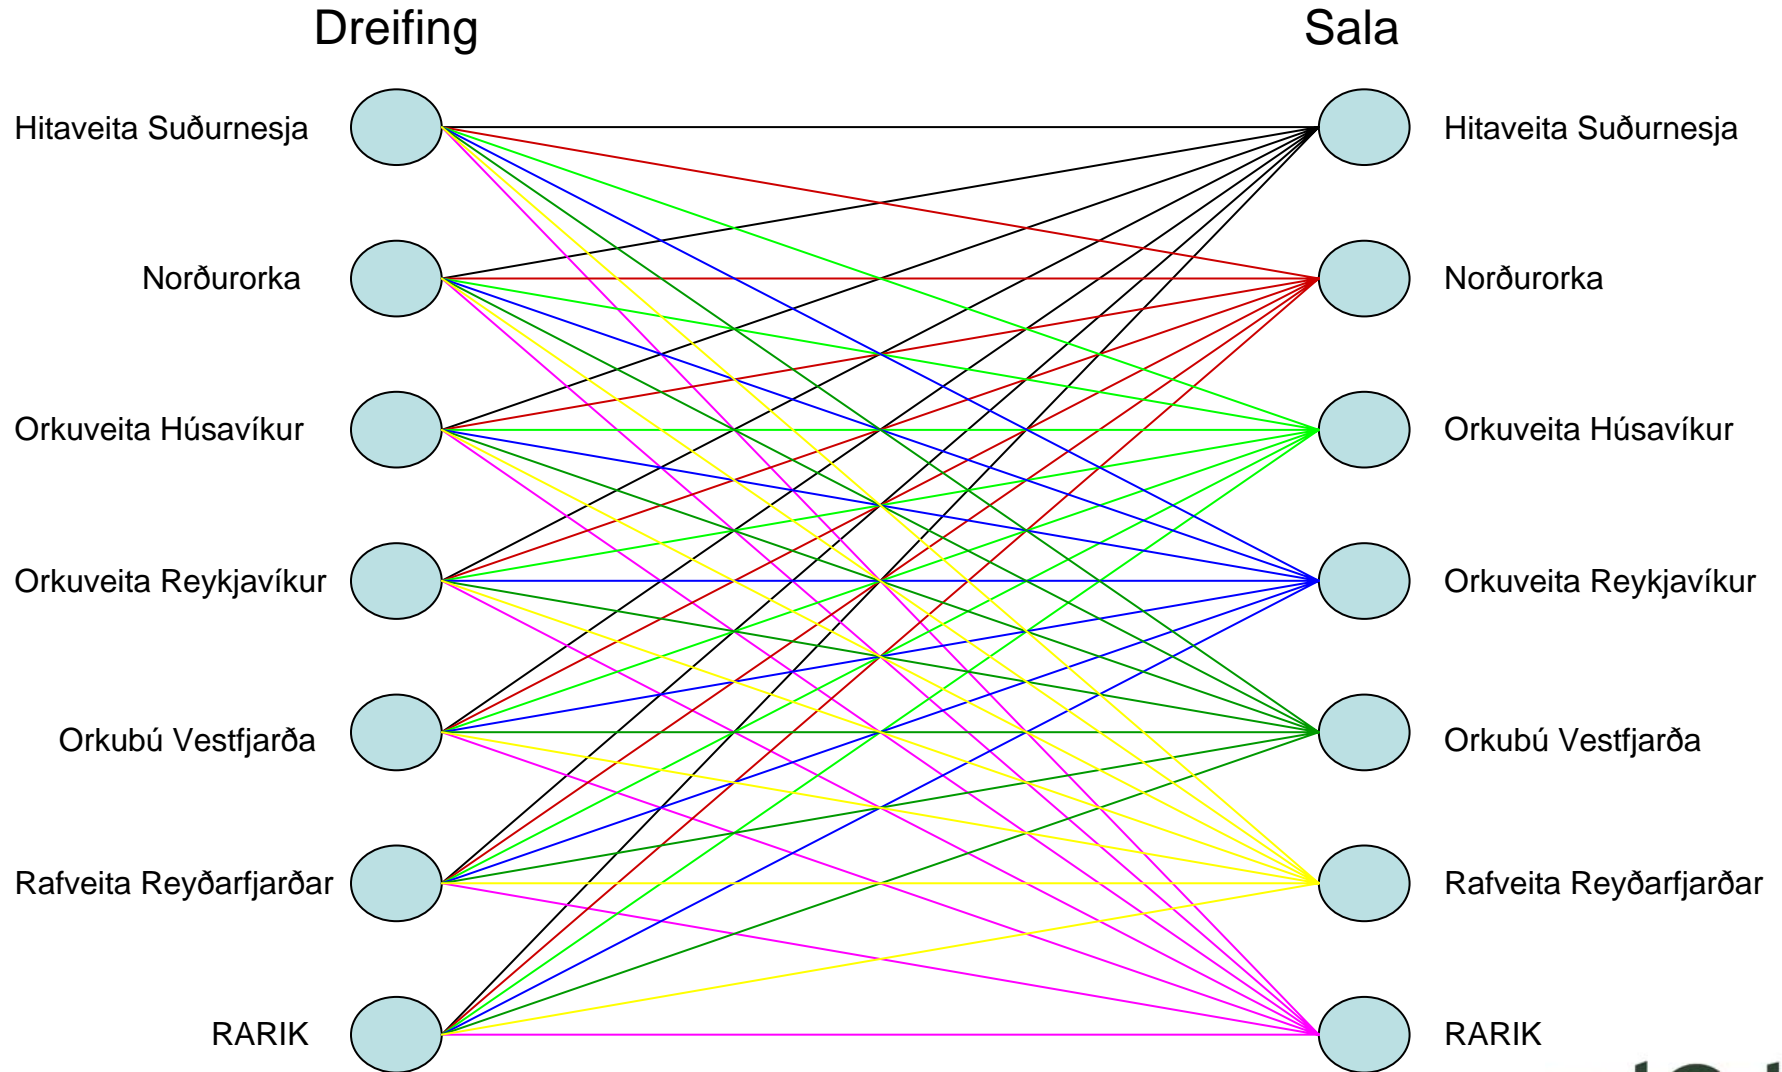 Dreifing Sala
Hitaveita Suðurnesja Hitaveita Suðurnesja
Norðurorka Norðurorka
Orkuveita Húsavíkur Orkuveita Húsavíkur
Orkuveita Reykjavíkur Orkuveita Reykjavíkur
Orkubú Vestfjarða Orkubú Vestfjarða
Rafveita Reyðarfjarðar Rafveita Reyðarfjarðar
RARIK RARIK